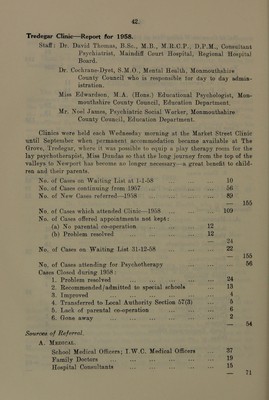 42.
Tredegar Clinic—Report for 1958.
Staff: Dr. David Thomas, B.Sc., M.B., M.R.C.P., D.P.M., Consultant
Psychiatrist, Maindiff Court Hospital, Regional Hospital
Board.
Dr. Cochrane-Dyet, S.M.O., Mental Health, Monmouthshire
County Council who is responsible for day to day admin-
istration.
Miss Edwardson, M.A. (Hons.) Educational Psychologist, Mon-
mouthshire County Council, Education Department.
Mr. Noel James, Psychiatric Social Worker, Monmouthshire
County Council, Education Department.
Clinics were held each Wednesday morning at the Market Street Clinic
until September when permanent accommodation became available at The
Grove, Tredegar, where it was possible to equip a play therapy room for the
lay psychotherapist, Miss Dundas so that the long journey from the top of the
valleys to Newport has become no longer necessary—a great benefit to child-
ren and their parents.
No. of Cases on Waiting List at 1-1-58 10
No. of Cases continuing from 1957 56
No. of New Cases referred—1958 89
— 155
No. of Cases which attended Clinic—1958 109
No. of Cases offered appointments not kept:
(a) No parental co-operation 12
(b) Problem resolved 12
— 24
No. of Cases on Waiting List 31-12-58 22
— 155
No. of Cases attending for Psychotherapy 56
Cases Closed during 1958:
1. Problem resolved 24
2. Recommended/admitted to special schools 13
3. Improved 4
4. Transferred to Local Authority Section 57(3) 5
5. Lack of parental co-operation 6
6. Gone away 2
— 54
Sources of Referral.
A. Medical.
School Medical Officers; I.W.C. Medical Officers 37
Family Doctors 19
Hospital Consultants 15
— 71